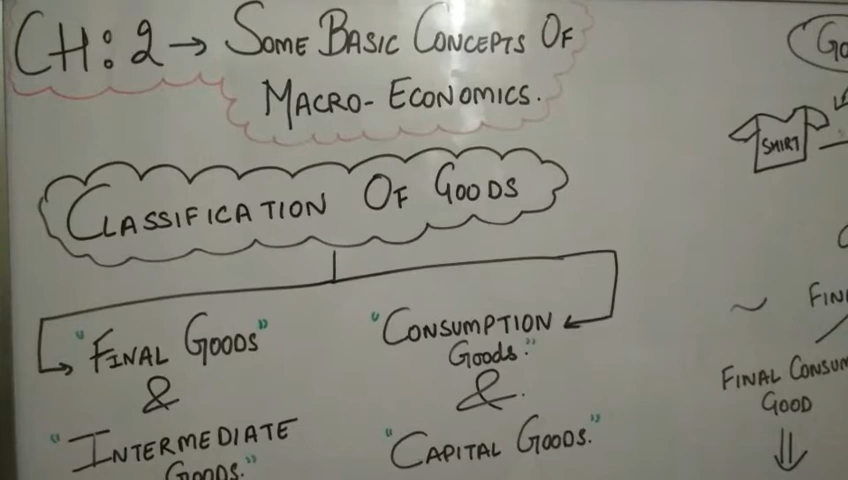 CH: 2 → SOME BASIC CONCEPTS OF
MACRO-ECONOMICS.
CLASSIFICATION OF GOODS
"FINAL GOODS"
&
"INTERMEDIATE
GOODS."
"CONSUMPTION
Goods."
&
"CAPITAL GOODS."
SHIRT
FINAL
GOOD